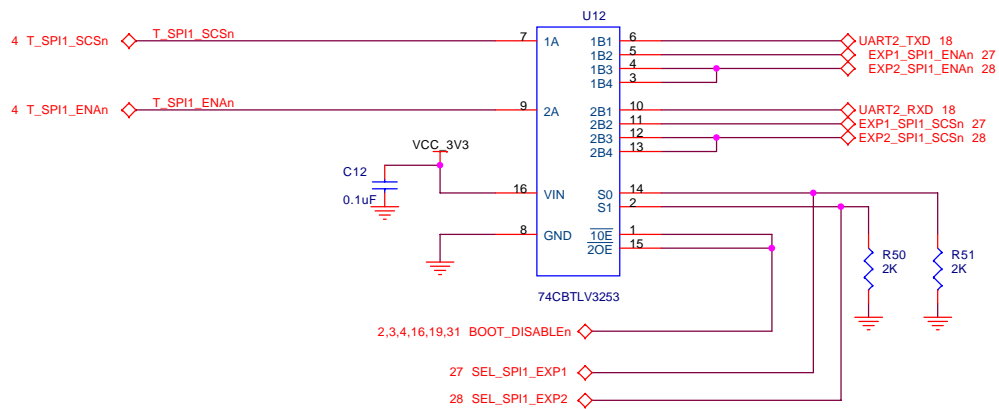 U12
4 T_SPI1_SCSn T_SPI1_SCSn 7 1A 1B1 6 UART2_TXD 18
1B2 5 EXP1_SPI1_ENAn 27
1B3 4 EXP2_SPI1_ENAn 28
1B4 3
4 T_SPI1_ENAn T_SPI1_ENAn 9 2A 2B1 10 UART2_RXD 18
2B2 11 EXP1_SPI1_SCSn 27
2B3 12 EXP2_SPI1_SCSn 28
2B4 13
VCC_3V3
C12
0.1uF
16 VIN S0 14
S1 2
8 GND 1OE 1
2OE 15
R50
2K
R51
2K
74CBTLV3253
2,3,4,16,19,31 BOOT_DISABLEn
27 SEL_SPI1_EXP1
28 SEL_SPI1_EXP2